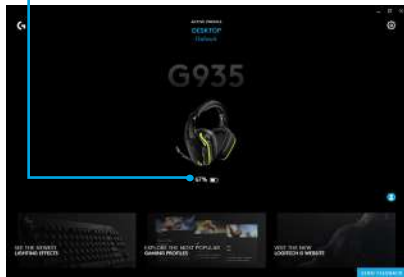 ACTIVE PROFILE
DESKTOP
Default
G935
67%
SEE THE NEWEST
LIGHTING EFFECTS
EXPLORE THE MOST POPULAR
GAMING PROFILES
VISIT THE NEW
LOGITECH G WEBSITE
SEND FEEDBACK